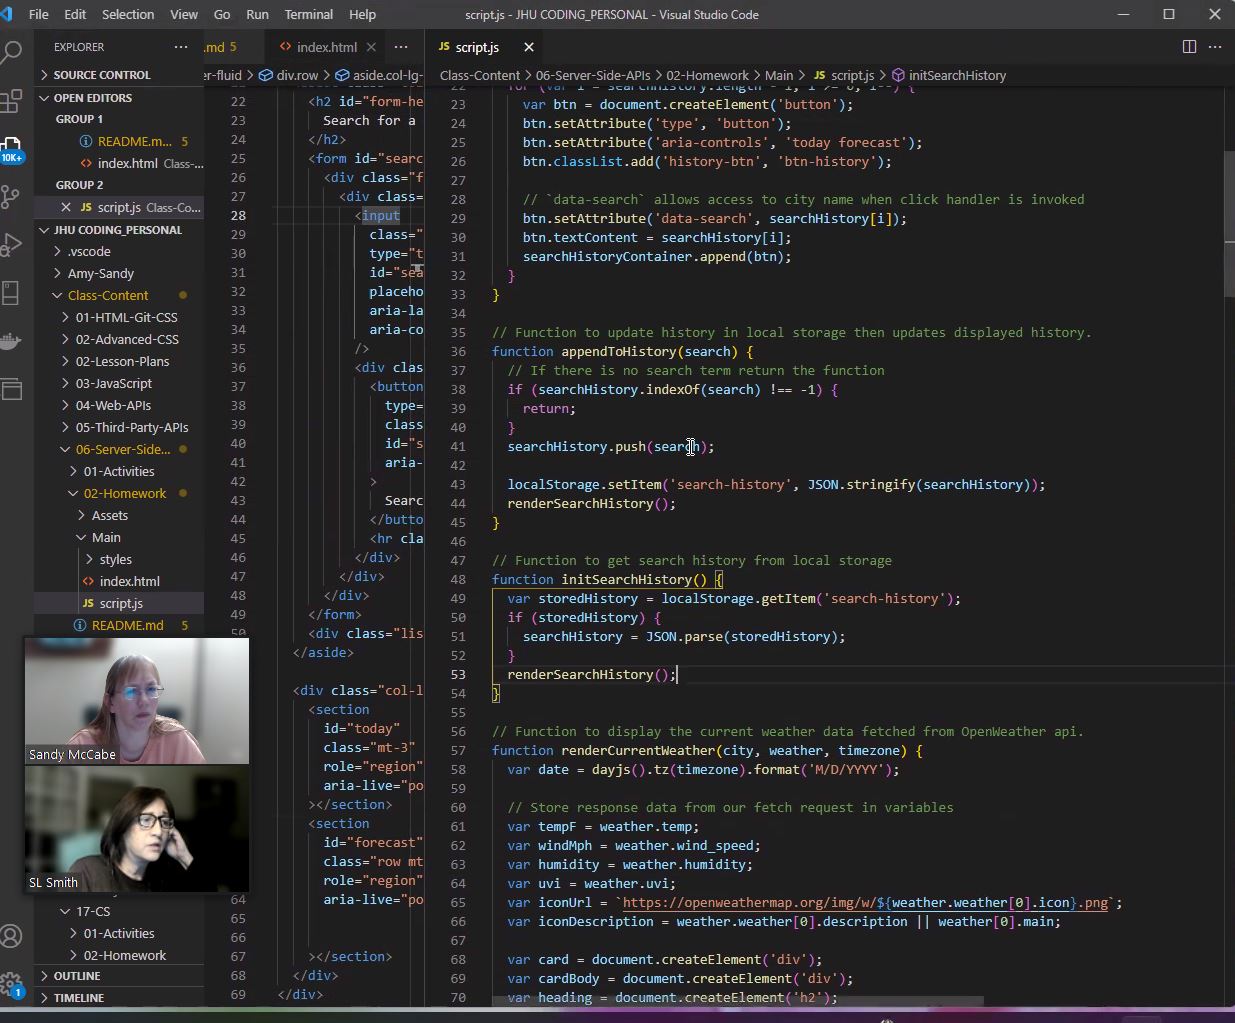 File Edit Selection View Go Run Terminal Help script.js - JHU CODING_PERSONAL - Visual Studio Code
EXPLORER
SOURCE CONTROL
OPEN EDITORS
GROUP 1
README.m... 5
index.html Class-...
GROUP 2
script.js Class-Co...
JHU CODING_PERSONAL
.vscode
Amy-Sandy
Class-Content
01-HTML-Git-CSS
02-Advanced-CSS
02-Lesson-Plans
03-JavaScript
04-Web-APIs
05-Third-Party-APIs
06-Server-Side...
01-Activities
02-Homework
Assets
Main
styles
index.html
script.js
README.md 5
17-CS
01-Activities
02-Homework
OUTLINE
TIMELINE
10K+
1
Sandy McCabe
SL Smith
.md 5 index.html
er-fluid div.row aside.col-lg-
22 <h2 id="form-he
23 Search for a
24 </h2>
25 <form id="searc
26 <div class="f
27 <div class=
28 <input
29 class="
30 type="t
31 id="sea
32 placeho
33 aria-la
34 aria-co
35 />
36 <div clas
37 <button
38 type=
39 class
40 id="s
41 aria-
42 >
43 Searc
44 </butto
45 <hr cla
46 </div>
47 </div>
48 </div>
49 </form>
50 <div class="lis
</aside>
<div class="col-l
<section
id="today"
class="mt-3"
role="region"
aria-live="po
></section>
<section
id="forecast"
class="row mt
role="region"
64 aria-live="po
65
66
67 ></section>
68 </div>
69 </div>
script.js
Class-Content > 06-Server-Side-APIs > 02-Homework > Main > script.js > initSearchHistory
22 for (var i = searchHistory.length - 1; i >= 0; i--) {
23 var btn = document.createElement('button');
24 btn.setAttribute('type', 'button');
25 btn.setAttribute('aria-controls', 'today forecast');
26 btn.classList.add('history-btn', 'btn-history');
27
28 // `data-search` allows access to city name when click handler is invoked
29 btn.setAttribute('data-search', searchHistory[i]);
30 btn.textContent = searchHistory[i];
31 searchHistoryContainer.append(btn);
32 }
33 }
34
35 // Function to update history in local storage then updates displayed history.
36 function appendToHistory(search) {
37 // If there is no search term return the function
38 if (searchHistory.indexOf(search) !== -1) {
39 return;
40 }
41 searchHistory.push(search);
42
43 localStorage.setItem('search-history', JSON.stringify(searchHistory));
44 renderSearchHistory();
45 }
46
47 // Function to get search history from local storage
48 function initSearchHistory() {
49 var storedHistory = localStorage.getItem('search-history');
50 if (storedHistory) {
51 searchHistory = JSON.parse(storedHistory);
52 }
53 renderSearchHistory();
54 }
55
56 // Function to display the current weather data fetched from OpenWeather api.
57 function renderCurrentWeather(city, weather, timezone) {
58 var date = dayjs().tz(timezone).format('M/D/YYYY');
59
60 // Store response data from our fetch request in variables
61 var tempF = weather.temp;
62 var windMph = weather.wind_speed;
63 var humidity = weather.humidity;
64 var uvi = weather.uvi;
65 var iconUrl = `https://openweathermap.org/img/w/${weather.weather[0].icon}.png`;
66 var iconDescription = weather.weather[0].description || weather[0].main;
67
68 var card = document.createElement('div');
69 var cardBody = document.createElement('div');
70 var heading = document.createElement('h2');